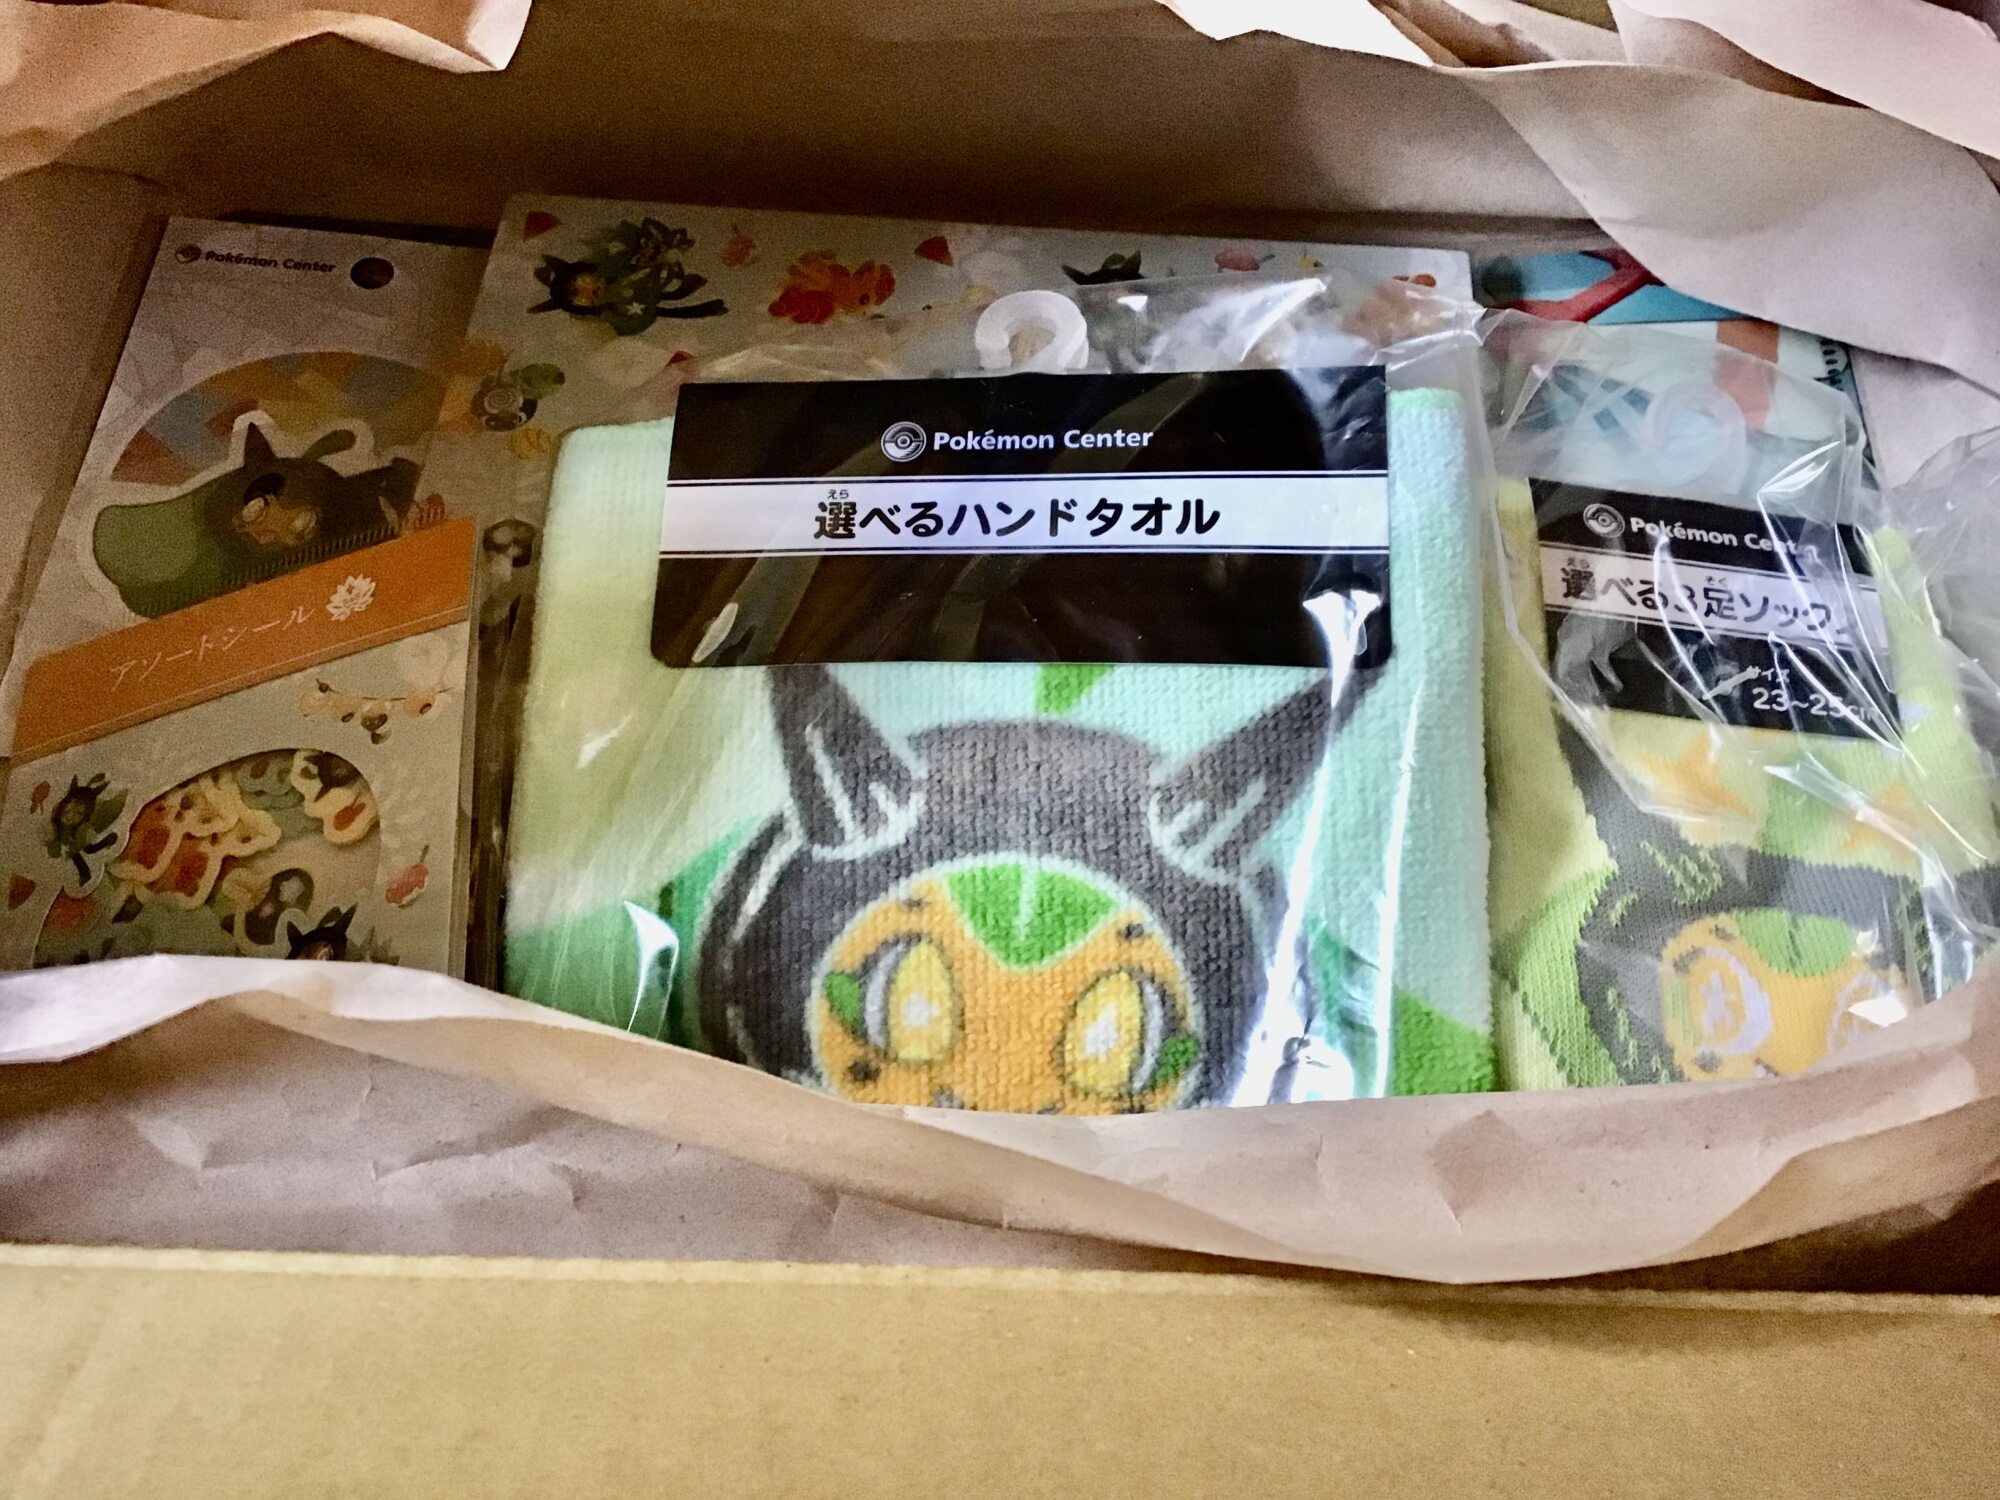 Pokémon Center
アソートシール
Pokémon Center
えら
選べるハンドタオル
Pokémon Center
えら そく
選べる3足ソック
サイズ
23~25cm